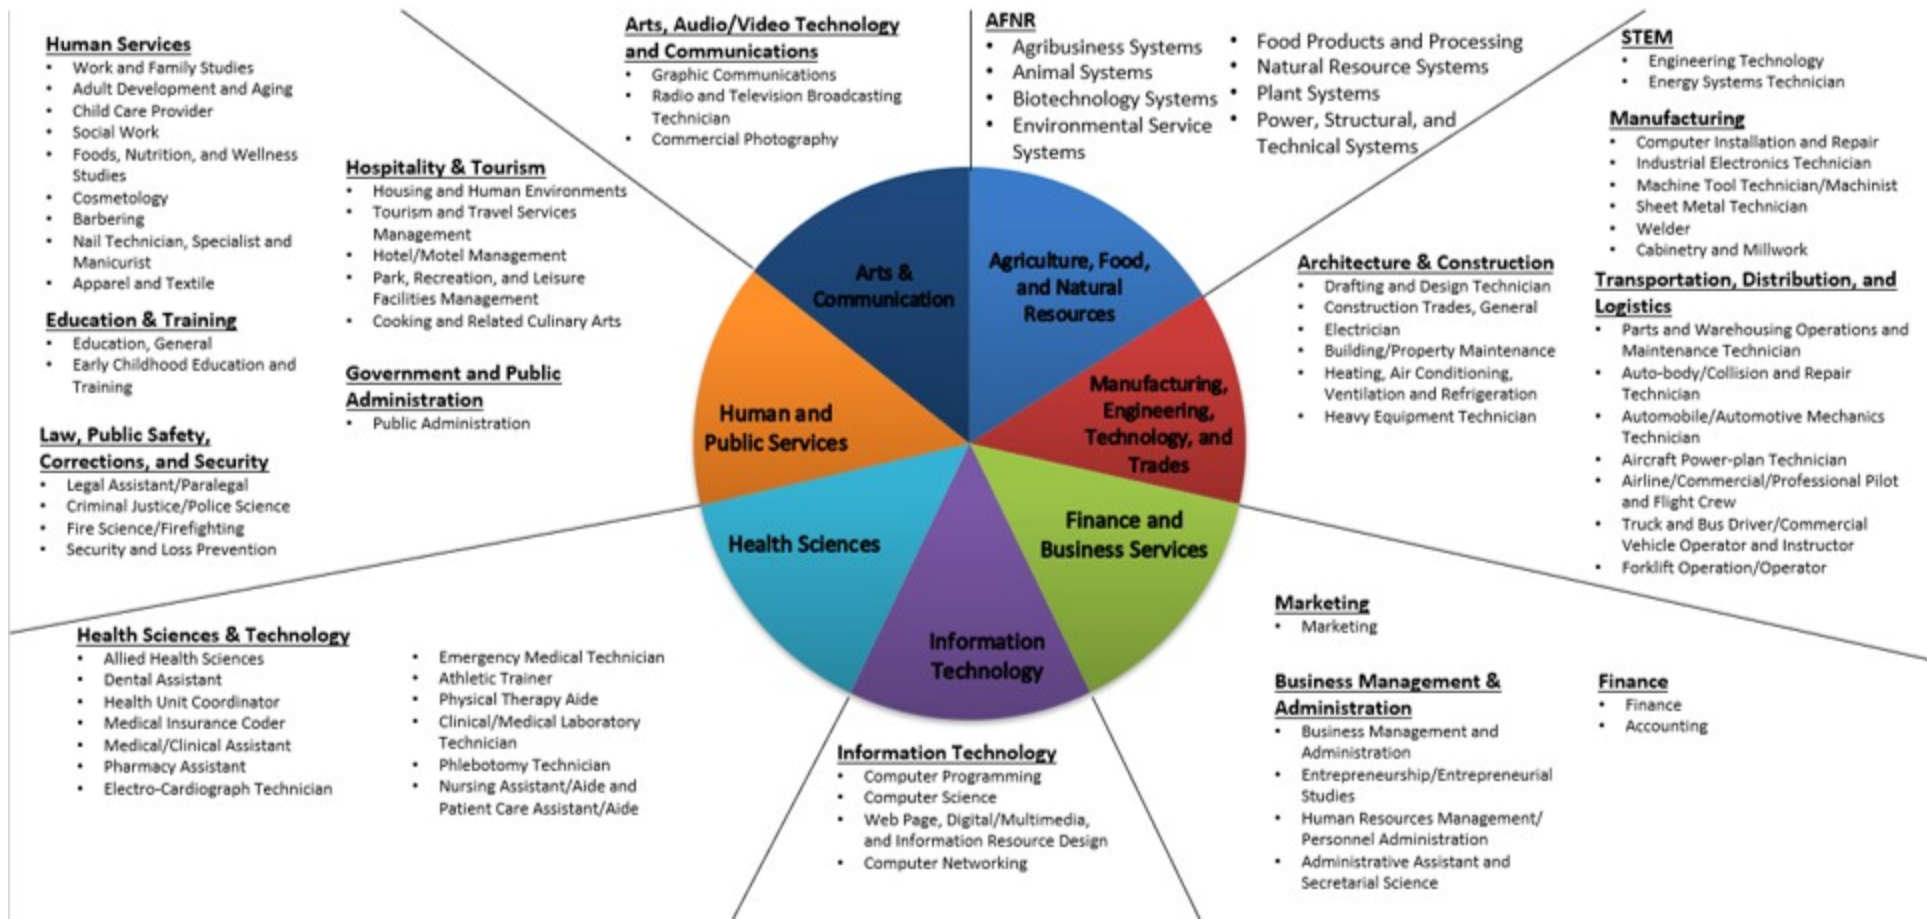 Human Services
• Work and Family Studies
• Adult Development and Aging
• Child Care Provider
• Social Work
• Foods, Nutrition, and Wellness
Studies
• Cosmetology
• Barbering
• Nail Technician, Specialist and
Manicurist
• Apparel and Textile
Education & Training
• Education, General
• Early Childhood Education and
Training
Law, Public Safety,
Corrections, and Security
• Legal Assistant/Paralegal
• Criminal Justice/Police Science
• Fire Science/Firefighting
• Security and Loss Prevention
Hospitality & Tourism
• Housing and Human Environments
• Tourism and Travel Services
Management
• Hotel/Motel Management
• Park, Recreation, and Leisure
Facilities Management
• Cooking and Related Culinary Arts
Government and Public
Administration
• Public Administration
Arts, Audio/Video Technology
and Communications
• Graphic Communications
• Radio and Television Broadcasting
Technician
• Commercial Photography
AFNR
• Agribusiness Systems
• Animal Systems
• Biotechnology Systems
• Environmental Service
Systems
• Food Products and Processing
• Natural Resource Systems
• Plant Systems
• Power, Structural, and
Technical Systems
STEM
• Engineering Technology
• Energy Systems Technician
Manufacturing
• Computer Installation and Repair
• Industrial Electronics Technician
• Machine Tool Technician/Machinist
• Sheet Metal Technician
• Welder
• Cabinetry and Millwork
Architecture & Construction
• Drafting and Design Technician
• Construction Trades, General
• Electrician
• Building/Property Maintenance
• Heating, Air Conditioning,
Ventilation and Refrigeration
• Heavy Equipment Technician
Transportation, Distribution, and
Logistics
• Parts and Warehousing Operations and
Maintenance Technician
• Auto-body/Collision and Repair
Technician
• Automobile/Automotive Mechanics
Technician
• Aircraft Power-plan Technician
• Airline/Commercial/Professional Pilot
and Flight Crew
• Truck and Bus Driver/Commercial
Vehicle Operator and Instructor
• Forklift Operation/Operator
Arts &
Communication
Agriculture, Food,
and Natural
Resources
Human and
Public Services
Manufacturing,
Engineering,
Technology, and
Trades
Health Sciences
Finance and
Business Services
Information
Technology
Health Sciences & Technology
• Allied Health Sciences
• Dental Assistant
• Health Unit Coordinator
• Medical Insurance Coder
• Medical/Clinical Assistant
• Pharmacy Assistant
• Electro-Cardiograph Technician
• Emergency Medical Technician
• Athletic Trainer
• Physical Therapy Aide
• Clinical/Medical Laboratory
Technician
• Phlebotomy Technician
• Nursing Assistant/Aide and
Patient Care Assistant/Aide
Information Technology
• Computer Programming
• Computer Science
• Web Page, Digital/Multimedia,
and Information Resource Design
• Computer Networking
Marketing
• Marketing
Business Management &
Administration
• Business Management and
Administration
• Entrepreneurship/Entrepreneurial
Studies
• Human Resources Management/
Personnel Administration
• Administrative Assistant and
Secretarial Science
Finance
• Finance
• Accounting